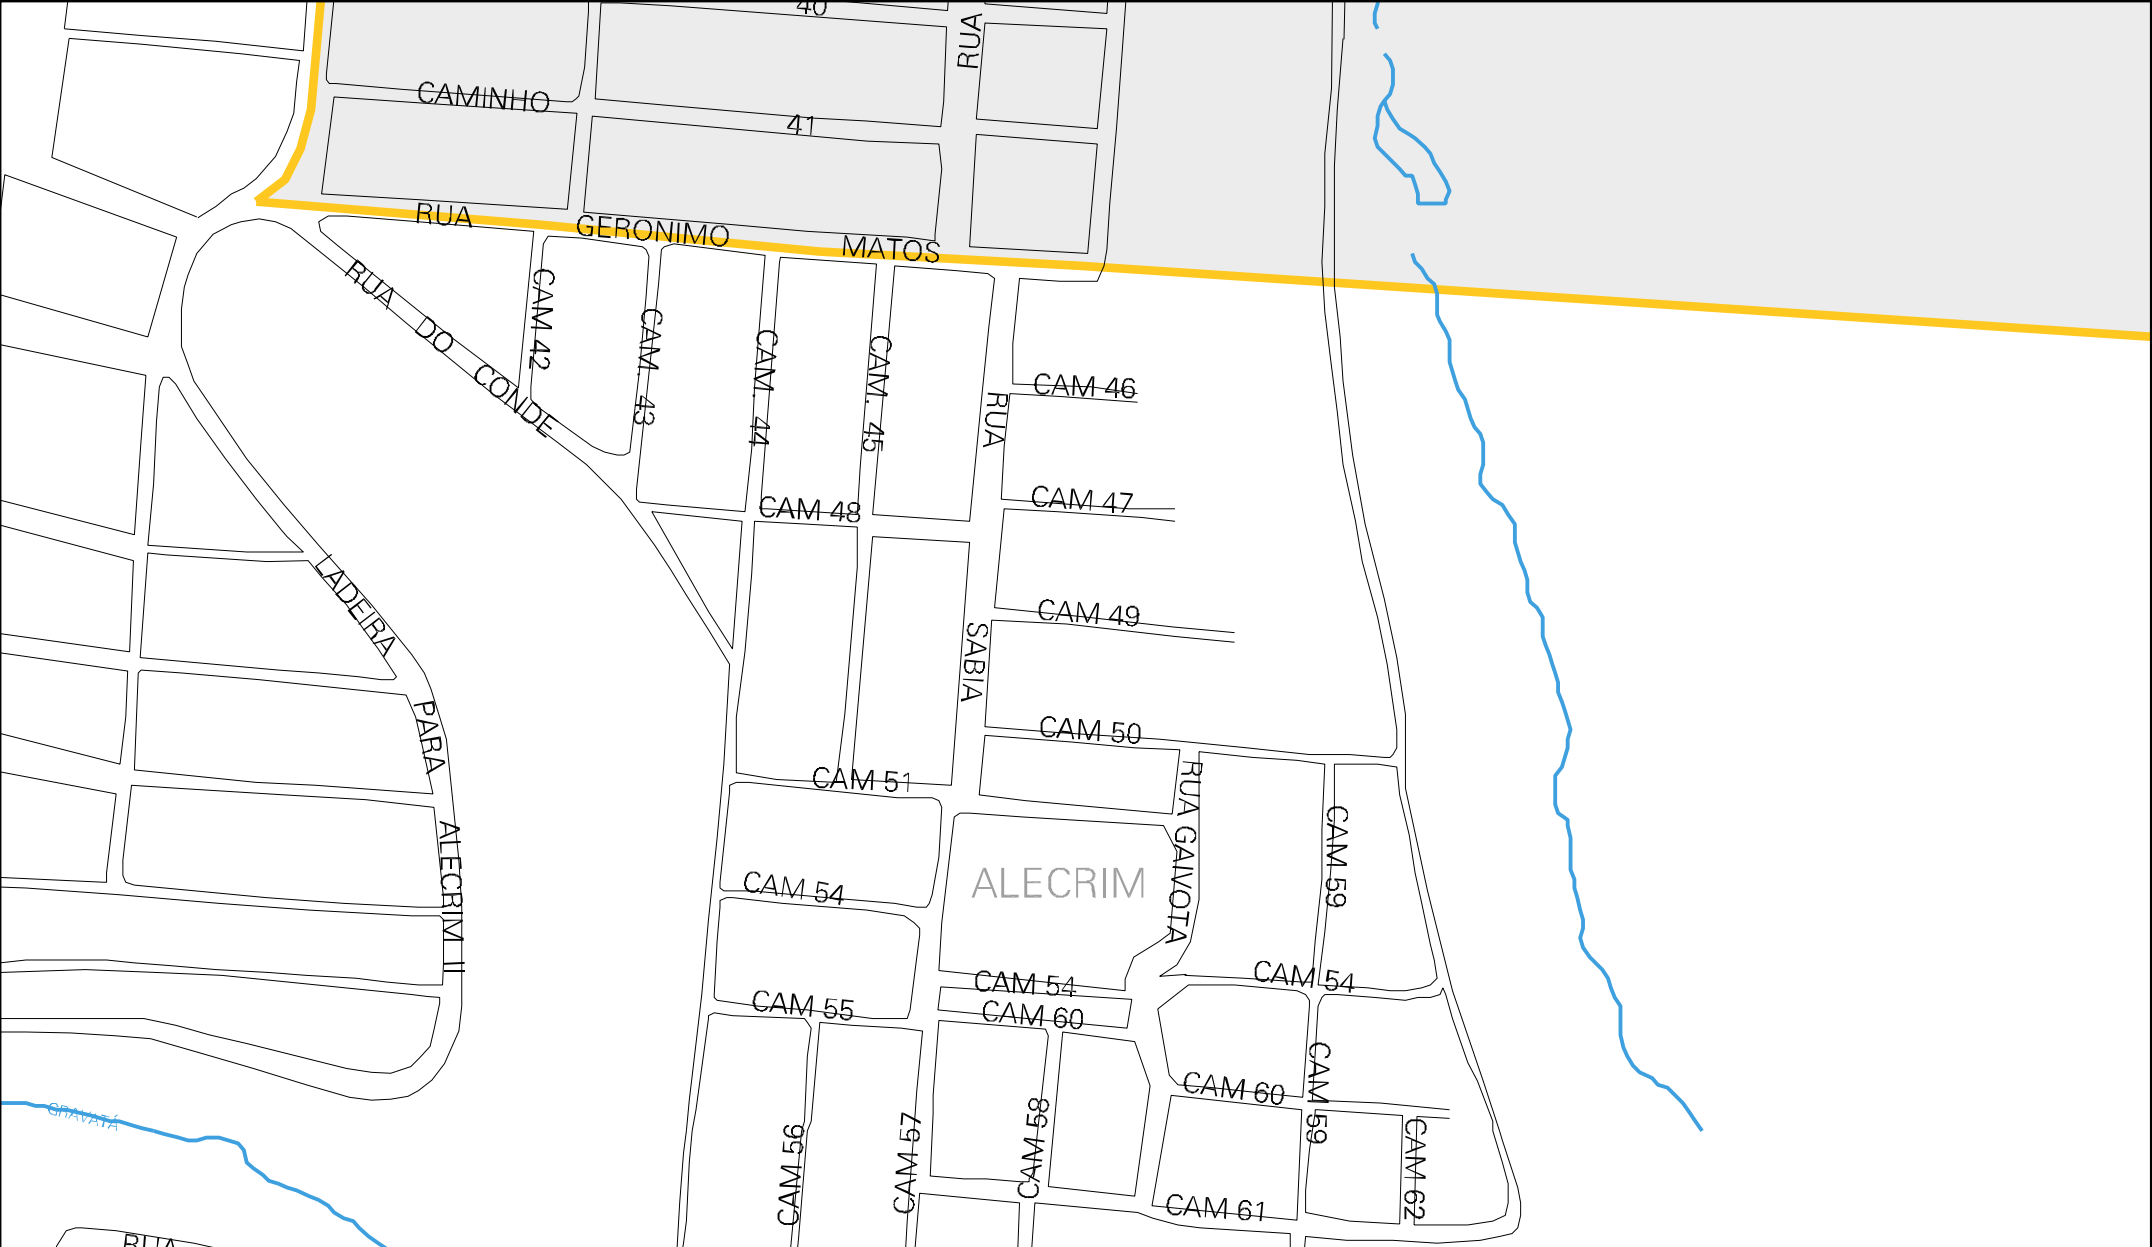 40
RUA
CAMINHO
41
RUA GERONIMO MATOS
RUA DO CONDE
CAM 42
CAM. 43
CAM. 44
CAM. 45
CAM 46
RUA SABIA
CAM 47
CAM 48
CAM 49
LADEIRA PARA ALECRIM II
CAM 50
CAM 51
RUA GAIVOTA
CAM 59
ALECRIM
CAM 54
CAM 54
CAM 54
CAM 55
CAM 60
CAM 59
CAM 60
CAM 56
CAM 57
CAM 58
CAM 62
CAM 61
GRAVATÁ
RUA